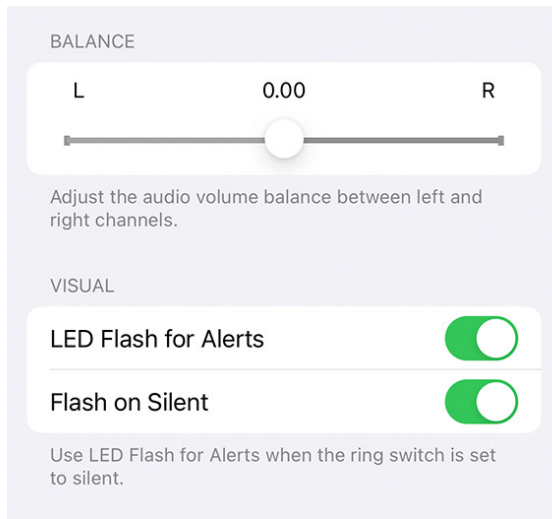 BALANCE
L 0.00 R
Adjust the audio volume balance between left and
right channels.
VISUAL
LED Flash for Alerts
Flash on Silent
Use LED Flash for Alerts when the ring switch is set
to silent.